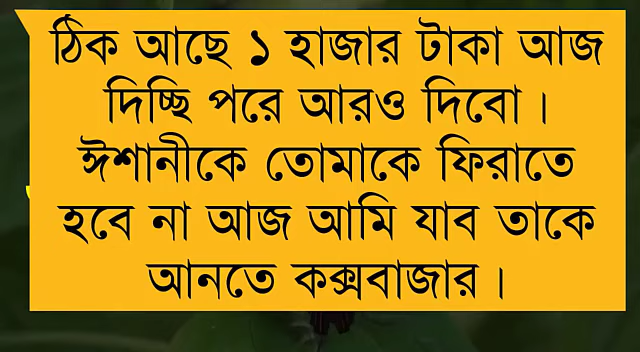 ঠিক আছে ১ হাজার টাকা আজ
দিচ্ছি পরে আরও দিবো।
ঈশানীকে তোমাকে ফিরাতে
হবে না আজ আমি যাব তাকে
আনতে কক্সবাজার।